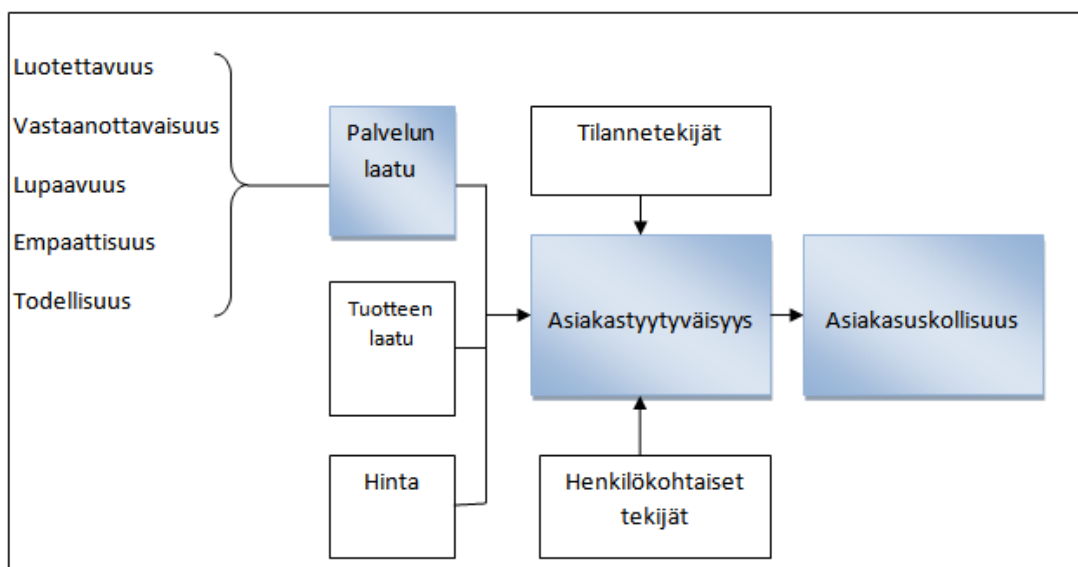 Luotettavuus
Vastaanottavaisuus
Lupaavuus
Empaattisuus
Todellisuus
Palvelun
laatu
Tuotteen
laatu
Hinta
Tilannetekijät
Asiakastyytyväisyys
Henkilökohtaiset
tekijät
Asiakasuskollisuus